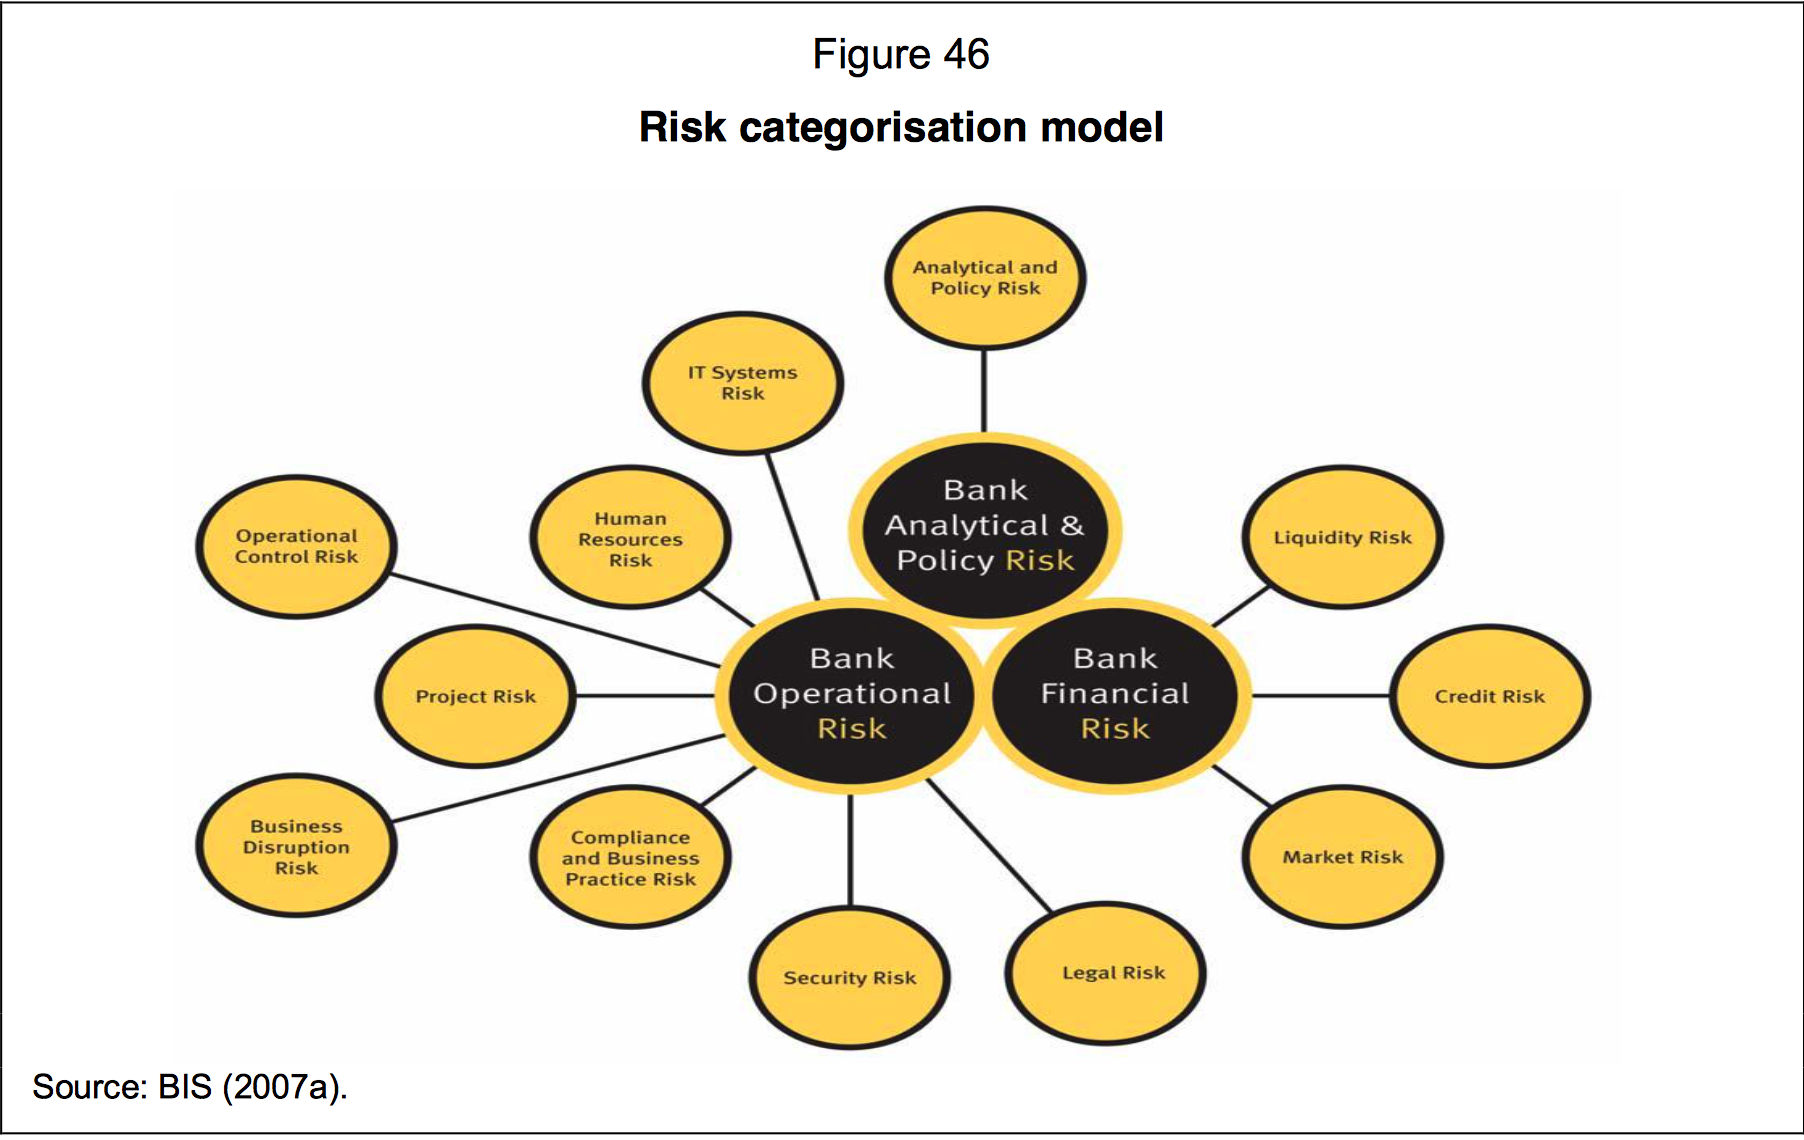 Figure 46
Risk categorisation model
Analytical and
Policy Risk
IT Systems
Risk
Operational
Control Risk
Human
Resources
Risk
Bank
Analytical &
Policy Risk
Liquidity Risk
Project Risk
Bank
Operational
Risk
Bank
Financial
Risk
Credit Risk
Business
Disruption
Risk
Compliance
and Business
Practice Risk
Market Risk
Security Risk
Legal Risk
Source: BIS (2007a).